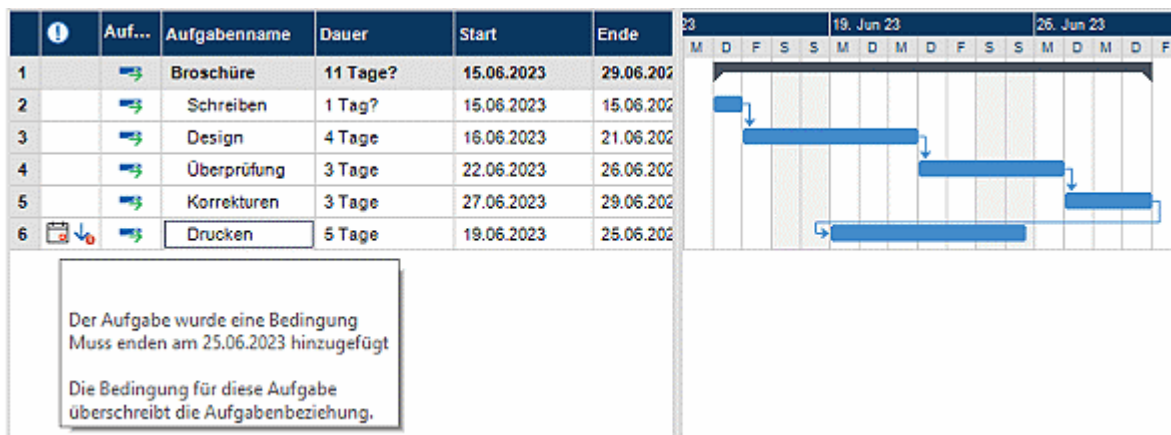 Auf... Aufgabenname Dauer Start Ende
23 19. Jun 23 26. Jun 23
M D F S S M D M D F S S M D M D F
1 Broschüre 11 Tage? 15.06.2023 29.06.202
2 Schreiben 1 Tag? 15.06.2023 15.06.202
3 Design 4 Tage 16.06.2023 21.06.202
4 Überprüfung 3 Tage 22.06.2023 26.06.202
5 Korrekturen 3 Tage 27.06.2023 29.06.202
6 Drucken 5 Tage 19.06.2023 25.06.202
Der Aufgabe wurde eine Bedingung
Muss enden am 25.06.2023 hinzugefügt
Die Bedingung für diese Aufgabe
überschreibt die Aufgabenbeziehung.